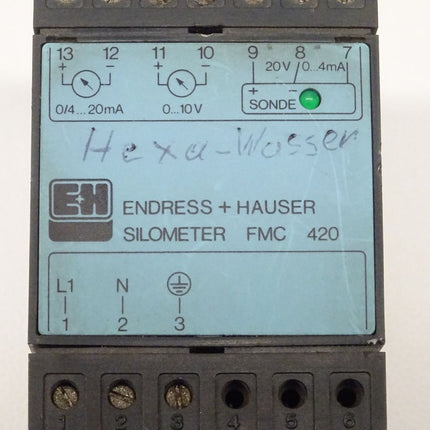 13 12 11 10 9 8 7
+ - + - 20V 0...4mA
0/4...20mA 0...10V + - SONDE
Hexa-Wasser
E+H ENDRESS + HAUSER
SILOMETER FMC 420
L1 N
1 2 3
1 2 3 4 5 6